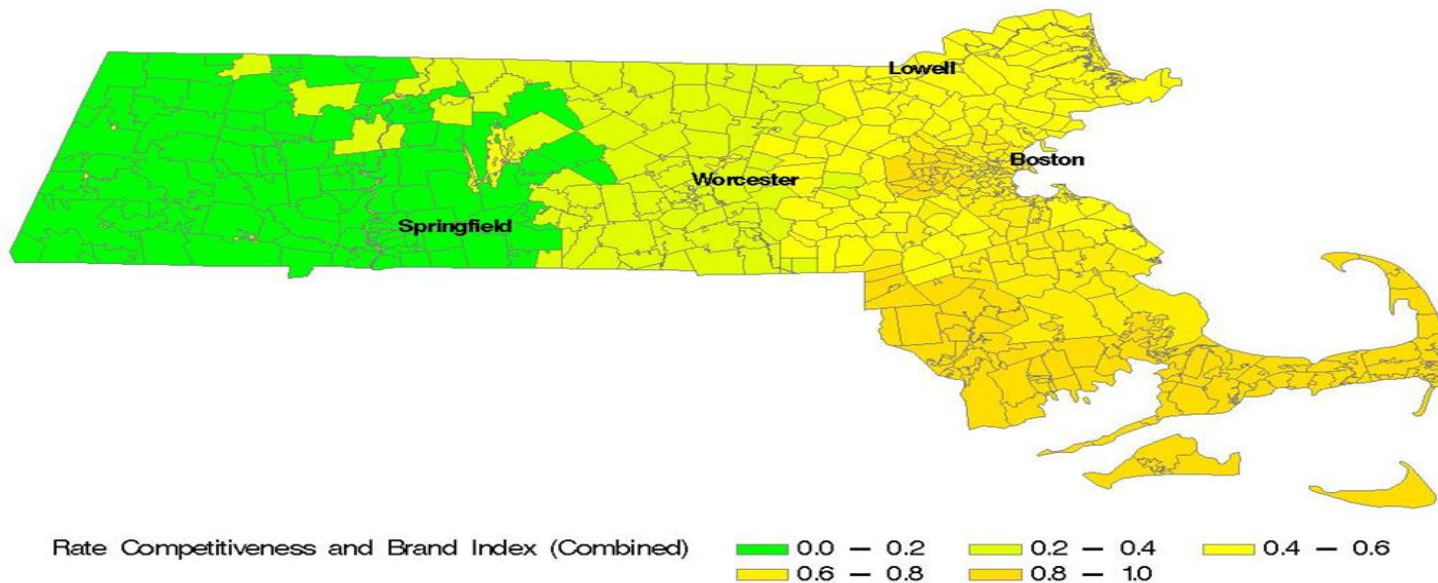 Lowell
Boston
Worcester
Springfield
Rate Competitiveness and Brand Index (Combined) 0.0 — 0.2 0.2 — 0.4 0.4 — 0.6
0.6 — 0.8 0.8 — 1.0